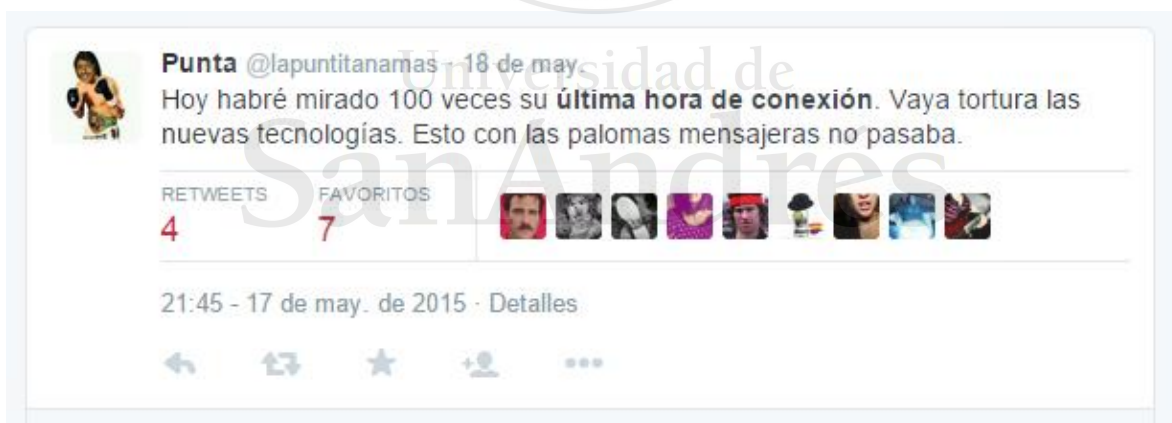 Universidad de
SanAndrés
Punta @lapuntitanamas · 18 de may.
Hoy habré mirado 100 veces su última hora de conexión. Vaya tortura las
nuevas tecnologías. Esto con las palomas mensajeras no pasaba.
RETWEETS FAVORITOS
4 7
21:45 - 17 de may. de 2015 · Detalles